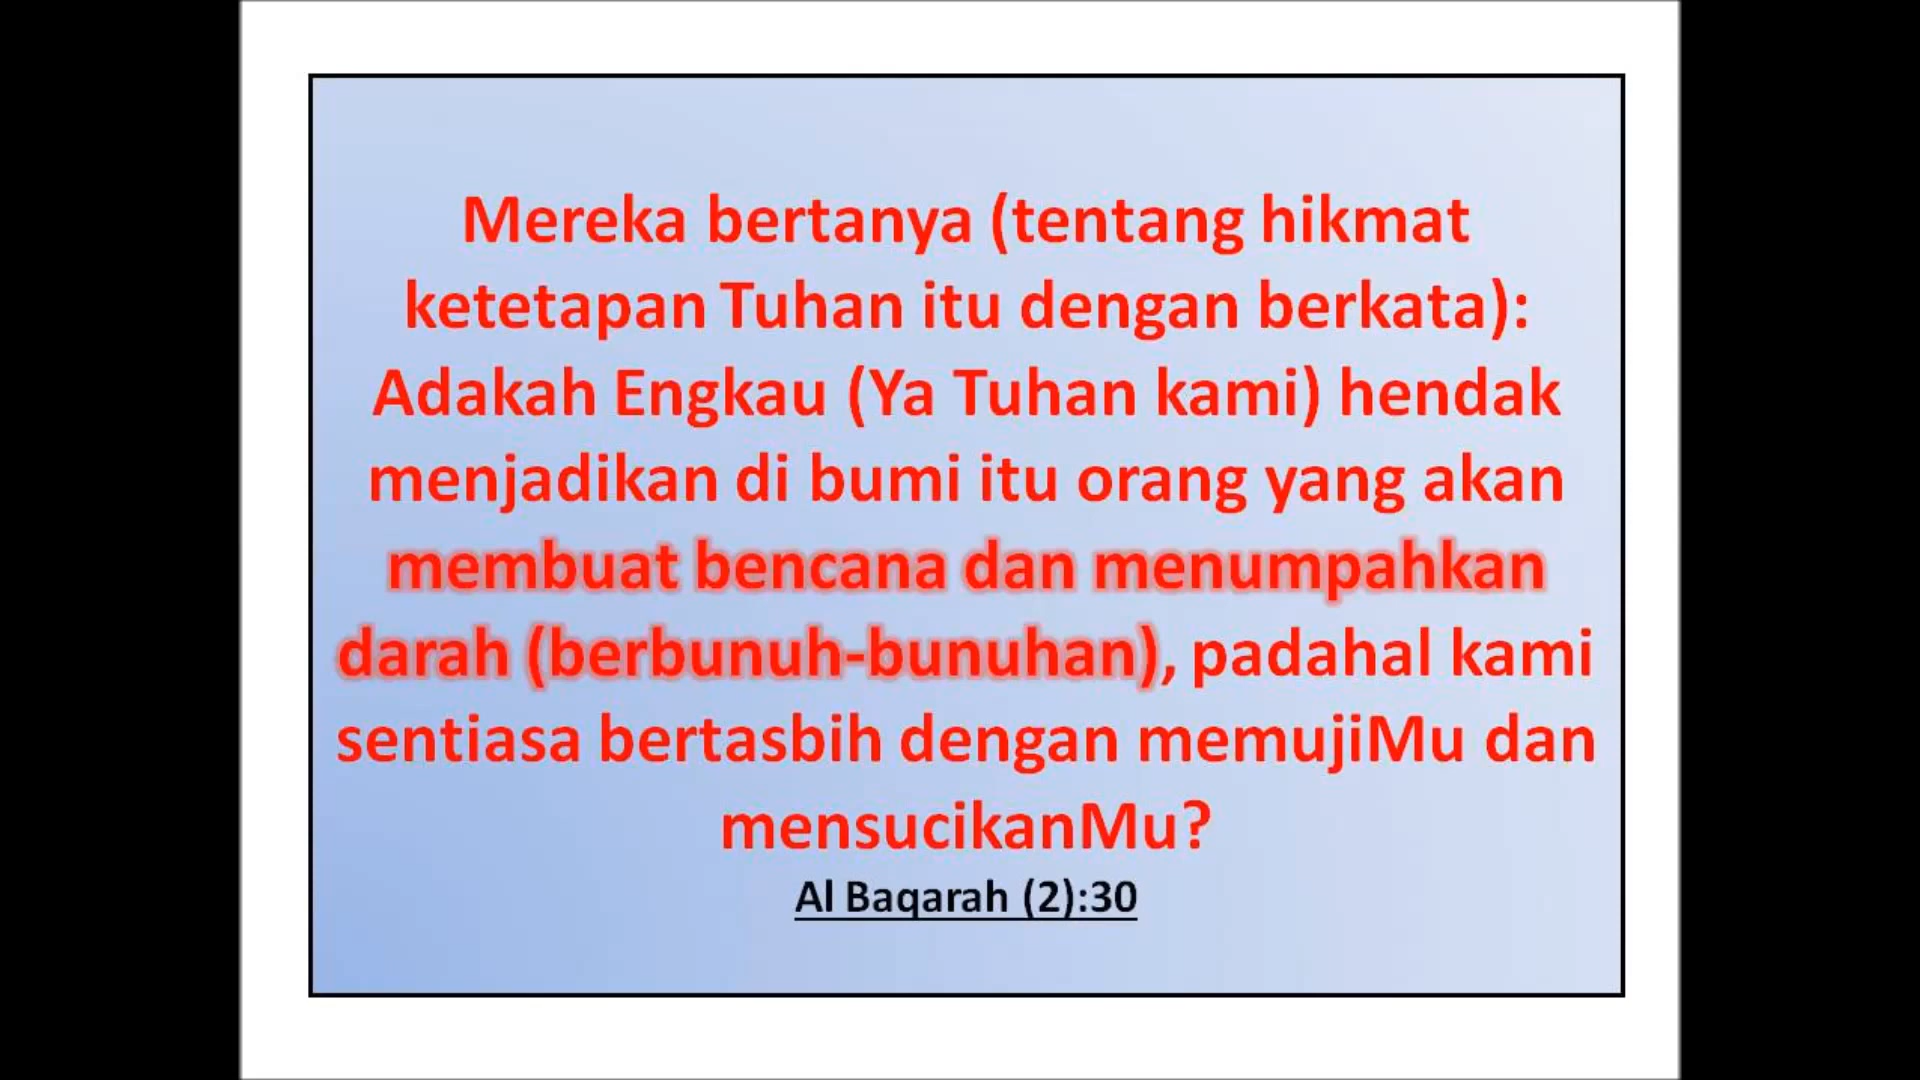 Mereka bertanya (tentang hikmat
ketetapan Tuhan itu dengan berkata):
Adakah Engkau (Ya Tuhan kami) hendak
menjadikan di bumi itu orang yang akan
membuat bencana dan menumpahkan
darah (berbunuh-bunuhan), padahal kami
sentiasa bertasbih dengan memujiMu dan
mensucikanMu?
Al Baqarah (2):30